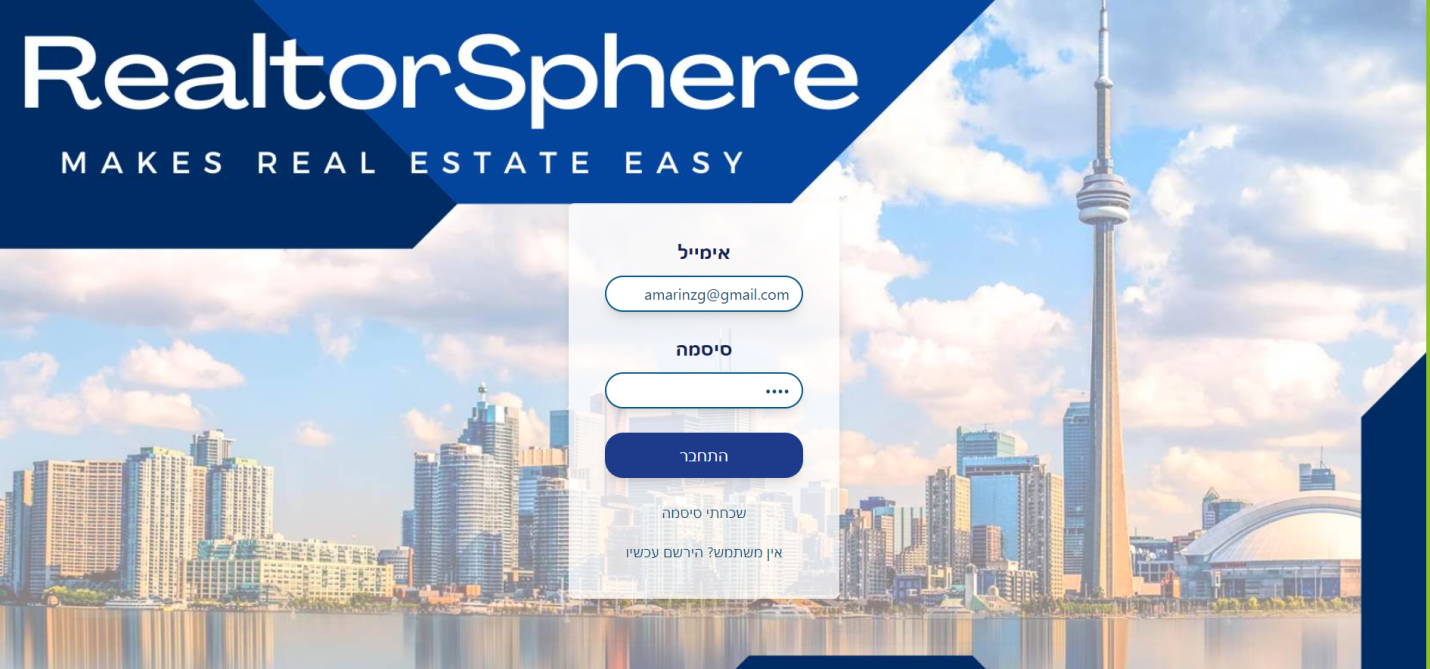 RealtorSphere
MAKES REAL ESTATE EASY
אימייל
amarinzg@gmail.com
סיסמה
••••
התחבר
שכחתי סיסמה
אין משתמש? הירשם עכשיו